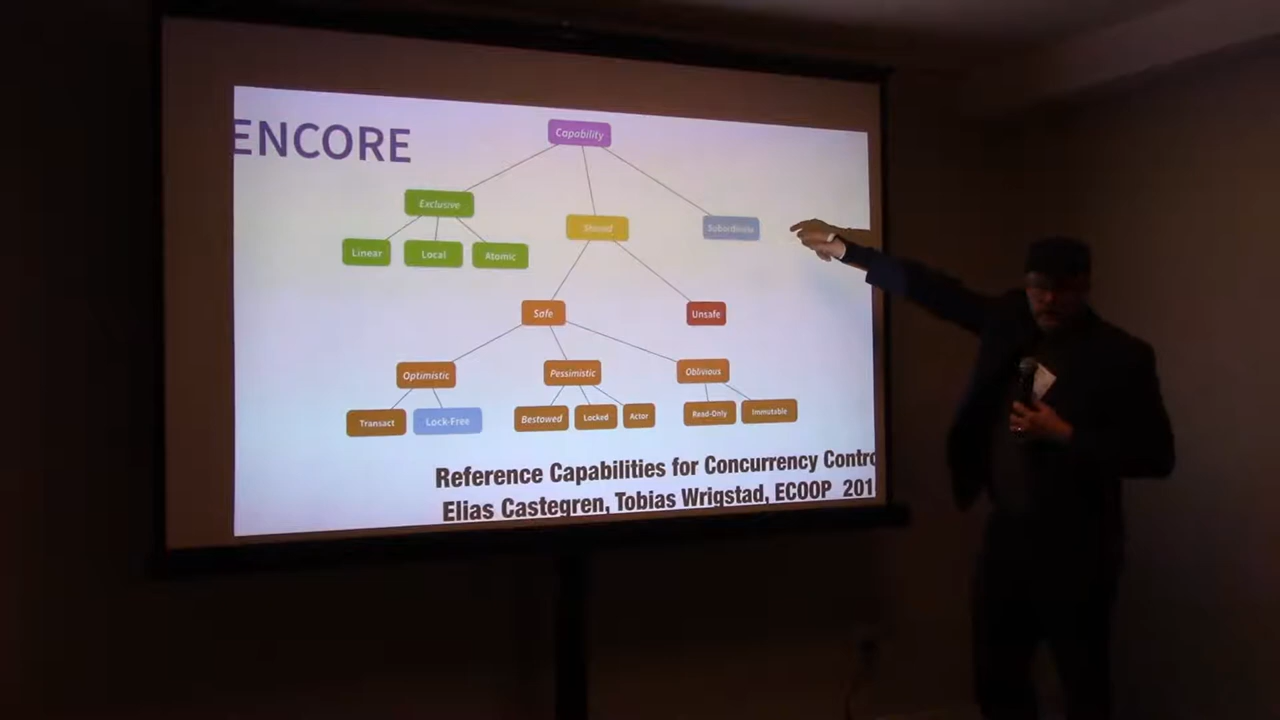 ENCORE
Capability
Exclusive
Shared
Subordinate
Linear
Local
Atomic
Safe
Unsafe
Optimistic
Pessimistic
Oblivious
Transact
Lock-Free
Bestowed
Locked
Actor
Read-Only
Immutable
Reference Capabilities for Concurrency Contro
Elias Castegren, Tobias Wrigstad, ECOOP 201